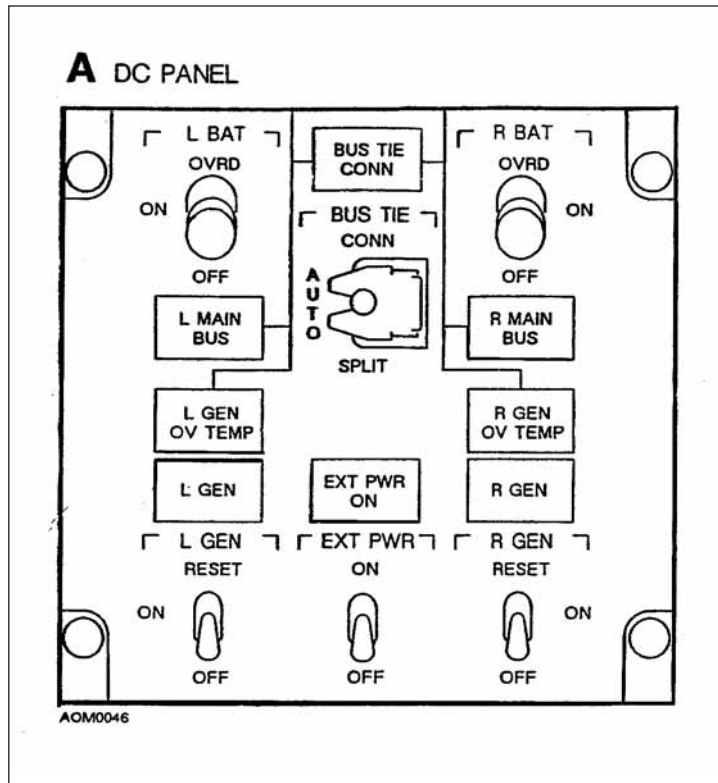 A DC PANEL
L BAT
OVRD
ON
OFF
BUS TIE
CONN
R BAT
OVRD
ON
OFF
BUS TIE
CONN
AUTO
SPLIT
L MAIN
BUS
R MAIN
BUS
L GEN
OV TEMP
R GEN
OV TEMP
L GEN
EXT PWR
ON
R GEN
L GEN
RESET
ON
OFF
EXT PWR
ON
OFF
R GEN
RESET
ON
OFF
AOM0046